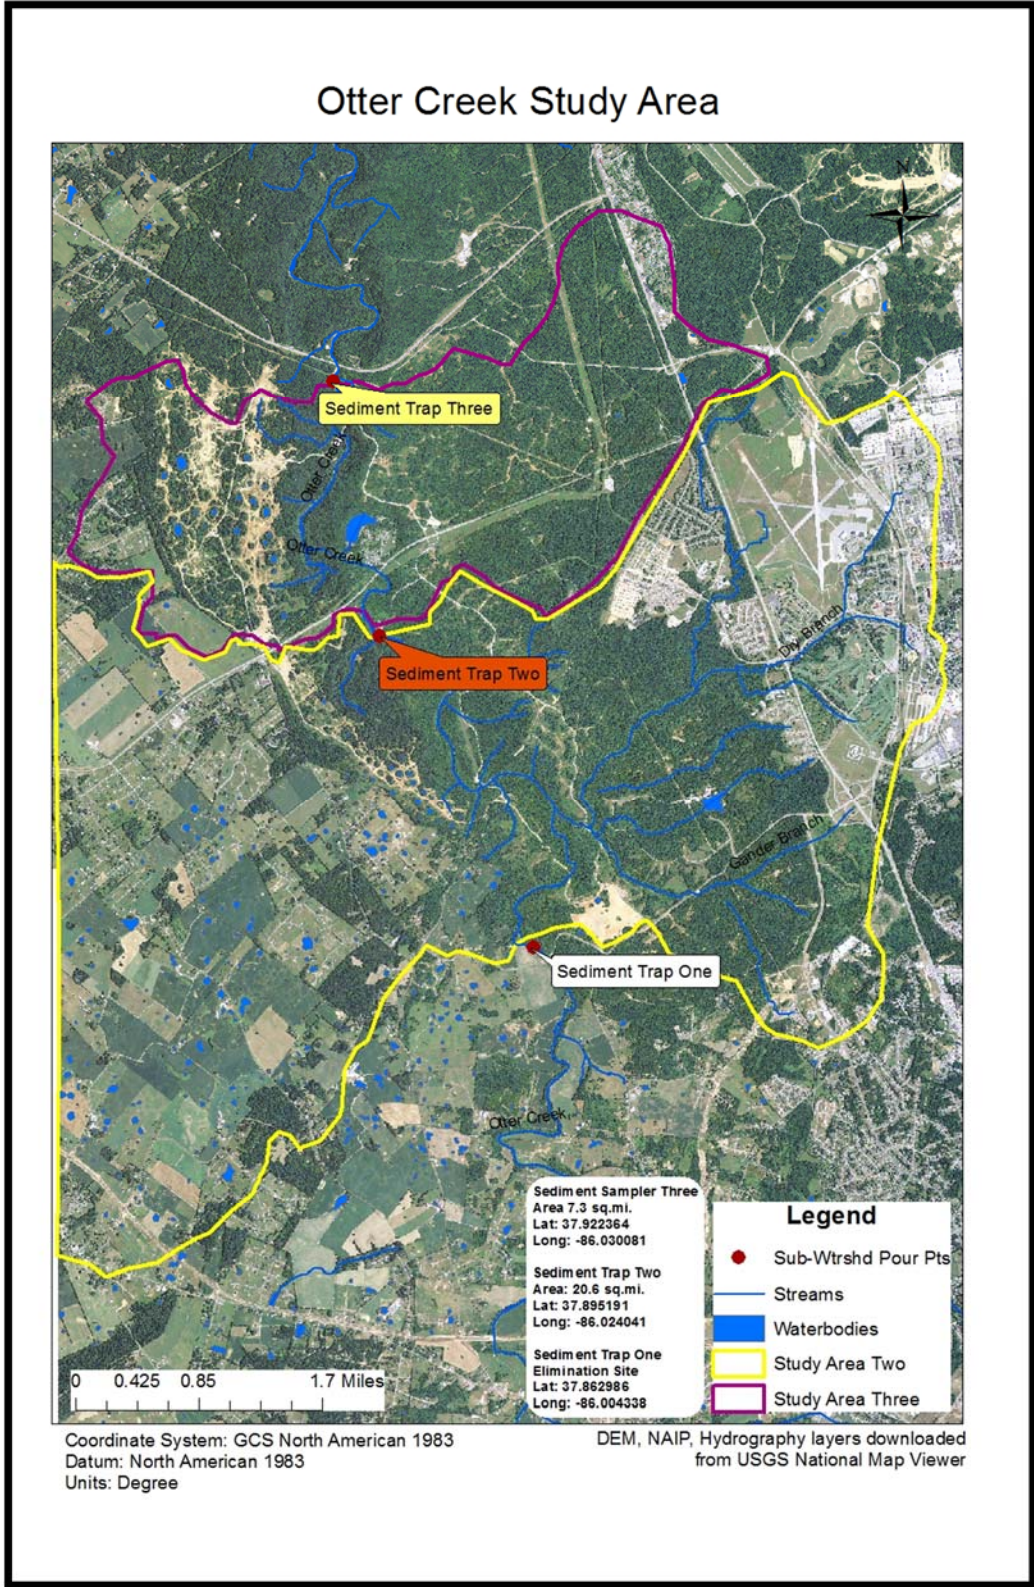 Otter Creek Study Area
N
Sediment Trap Three
Otter Creek
Otter Creek
Dry Branch
Sediment Trap Two
Gander Branch
Sediment Trap One
Otter Creek
Sediment Sampler Three
Area 7.3 sq.mi.
Lat: 37.922364
Long: -86.030081
Sediment Trap Two
Area: 20.6 sq.mi.
Lat: 37.895191
Long: -86.024041
Sediment Trap One
Elimination Site
Lat: 37.862986
Long: -86.004338
Legend
Sub-Wtrshd Pour Pts
Streams
Waterbodies
Study Area Two
Study Area Three
0 0.425 0.85 1.7 Miles
Coordinate System: GCS North American 1983
Datum: North American 1983
Units: Degree
DEM, NAIP, Hydrography layers downloaded
from USGS National Map Viewer